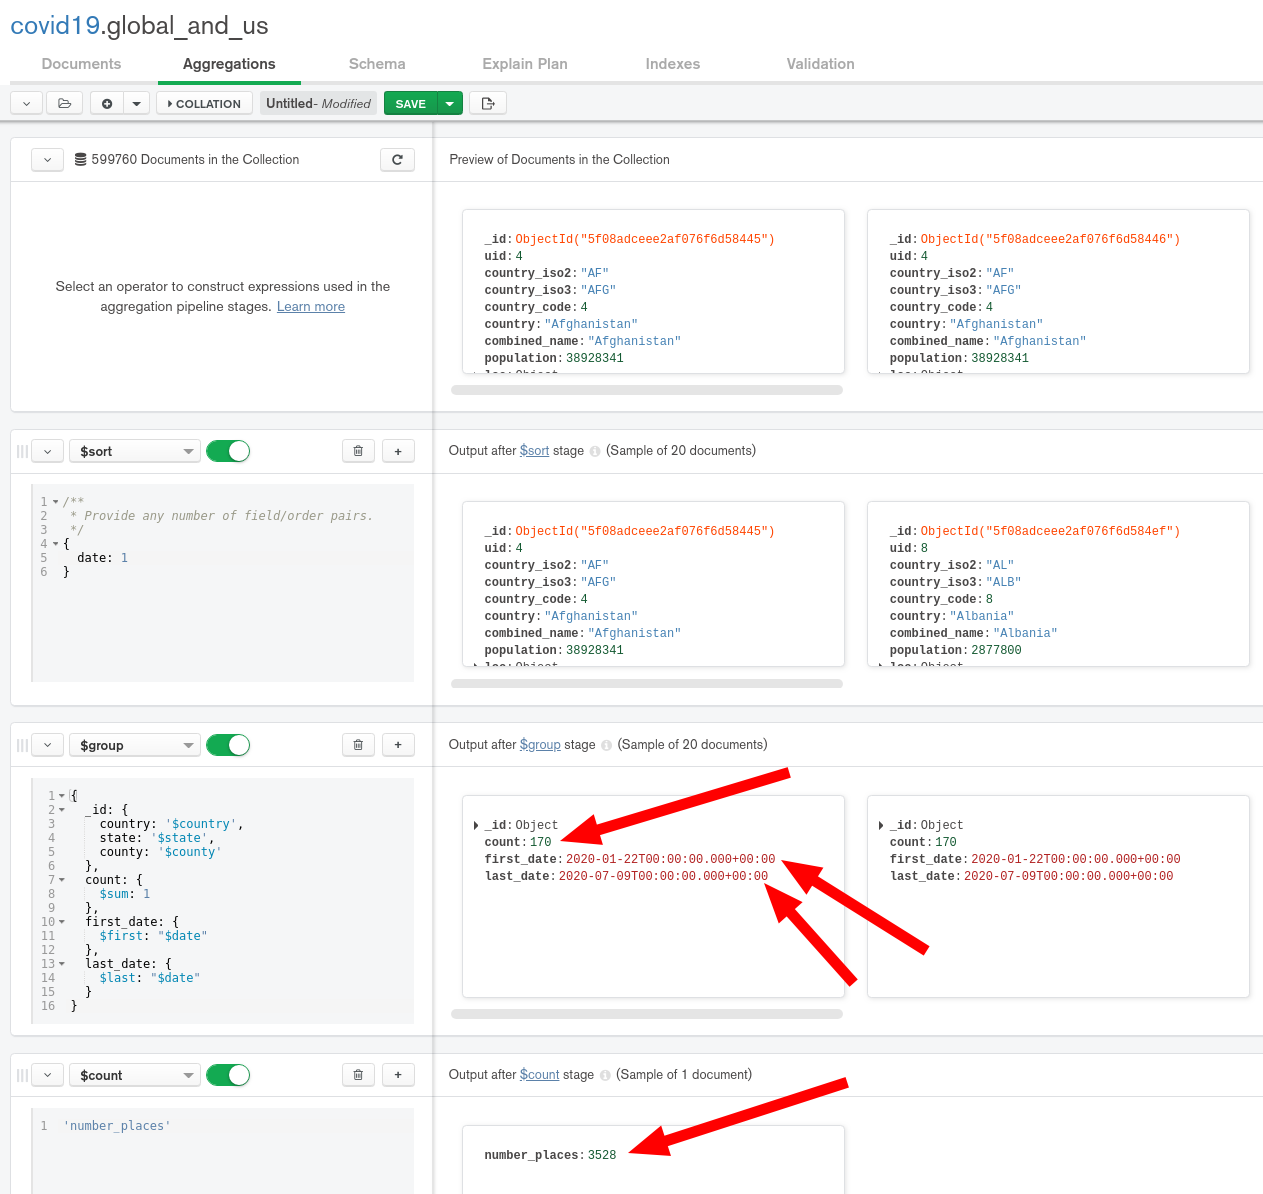 covid19.global_and_us
Documents Aggregations Schema Explain Plan Indexes Validation
COLLATION Untitled- Modified SAVE
599760 Documents in the Collection
Preview of Documents in the Collection
Select an operator to construct expressions used in the
aggregation pipeline stages. Learn more
_id:ObjectId("5f08adceee2af076f6d58445")
uid:4
country_iso2:"AF"
country_iso3:"AFG"
country_code:4
country:"Afghanistan"
combined_name:"Afghanistan"
population:38928341
loc:Object
_id:ObjectId("5f08adceee2af076f6d58446")
uid:4
country_iso2:"AF"
country_iso3:"AFG"
country_code:4
country:"Afghanistan"
combined_name:"Afghanistan"
population:38928341
loc:Object
$sort
Output after $sort stage (Sample of 20 documents)
1 /**
2 * Provide any number of field/order pairs.
3 */
4 {
5 date: 1
6 }
_id:ObjectId("5f08adceee2af076f6d58445")
uid:4
country_iso2:"AF"
country_iso3:"AFG"
country_code:4
country:"Afghanistan"
combined_name:"Afghanistan"
population:38928341
loc:Object
_id:ObjectId("5f08adceee2af076f6d584ef")
uid:8
country_iso2:"AL"
country_iso3:"ALB"
country_code:8
country:"Albania"
combined_name:"Albania"
population:2877800
loc:Object
$group
Output after $group stage (Sample of 20 documents)
1 {
2 _id: {
3 country: '$country',
4 state: '$state',
5 county: '$county'
6 },
7 count: {
8 $sum: 1
9 },
10 first_date: {
11 $first: "$date"
12 },
13 last_date: {
14 $last: "$date"
15 }
16 }
_id:Object
count:170
first_date:2020-01-22T00:00:00.000+00:00
last_date:2020-07-09T00:00:00.000+00:00
_id:Object
count:170
first_date:2020-01-22T00:00:00.000+00:00
last_date:2020-07-09T00:00:00.000+00:00
$count
Output after $count stage (Sample of 1 document)
1 'number_places'
number_places:3528